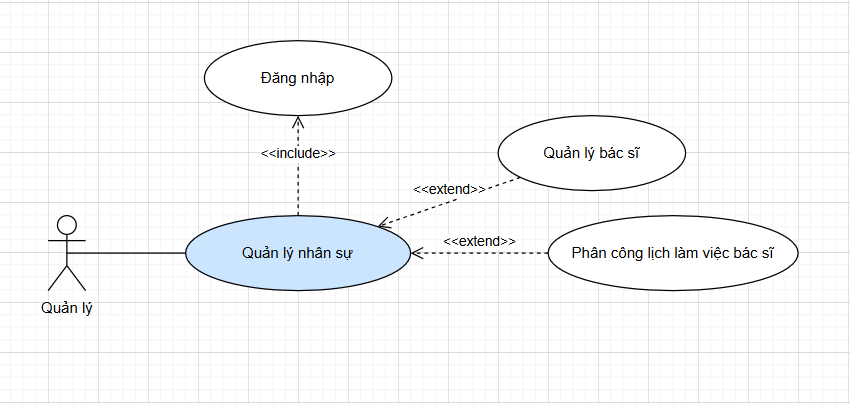 Đăng nhập
<<include>>
Quản lý bác sĩ
<<extend>>
<<extend>>
Quản lý nhân sự
Phân công lịch làm việc bác sĩ
Quản lý